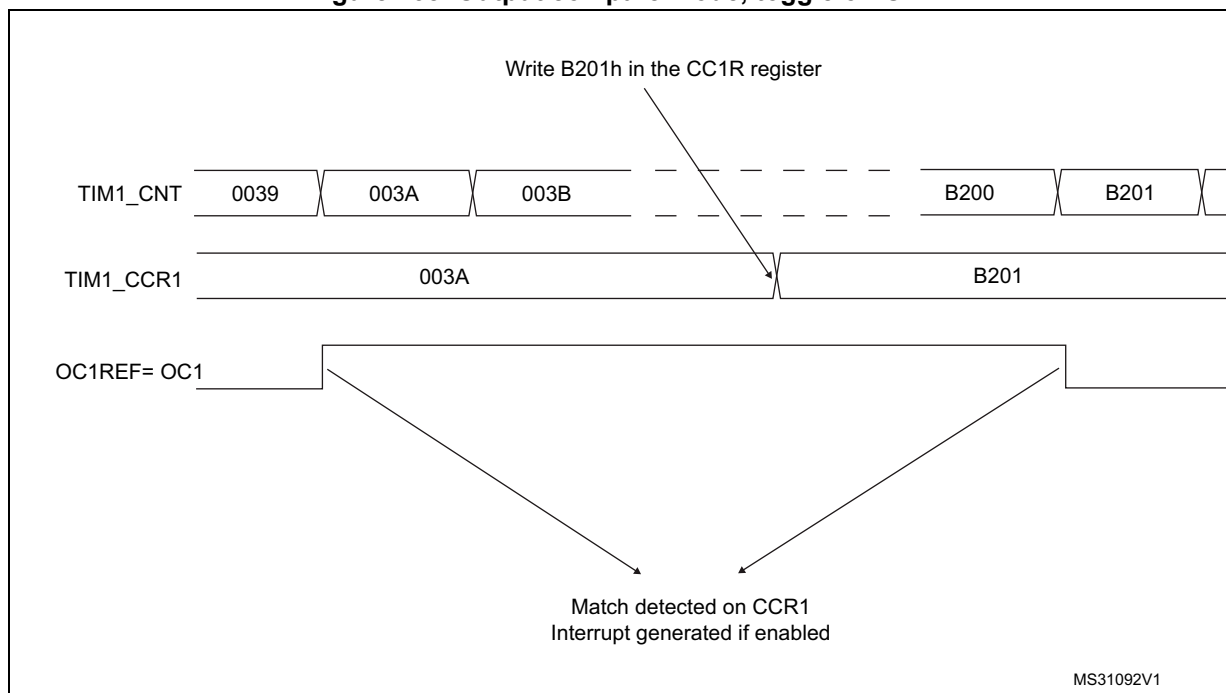 Write B201h in the CC1R register
TIM1_CNT 0039 003A 003B B200 B201
TIM1_CCR1 003A B201
OC1REF= OC1
Match detected on CCR1
Interrupt generated if enabled
MS31092V1